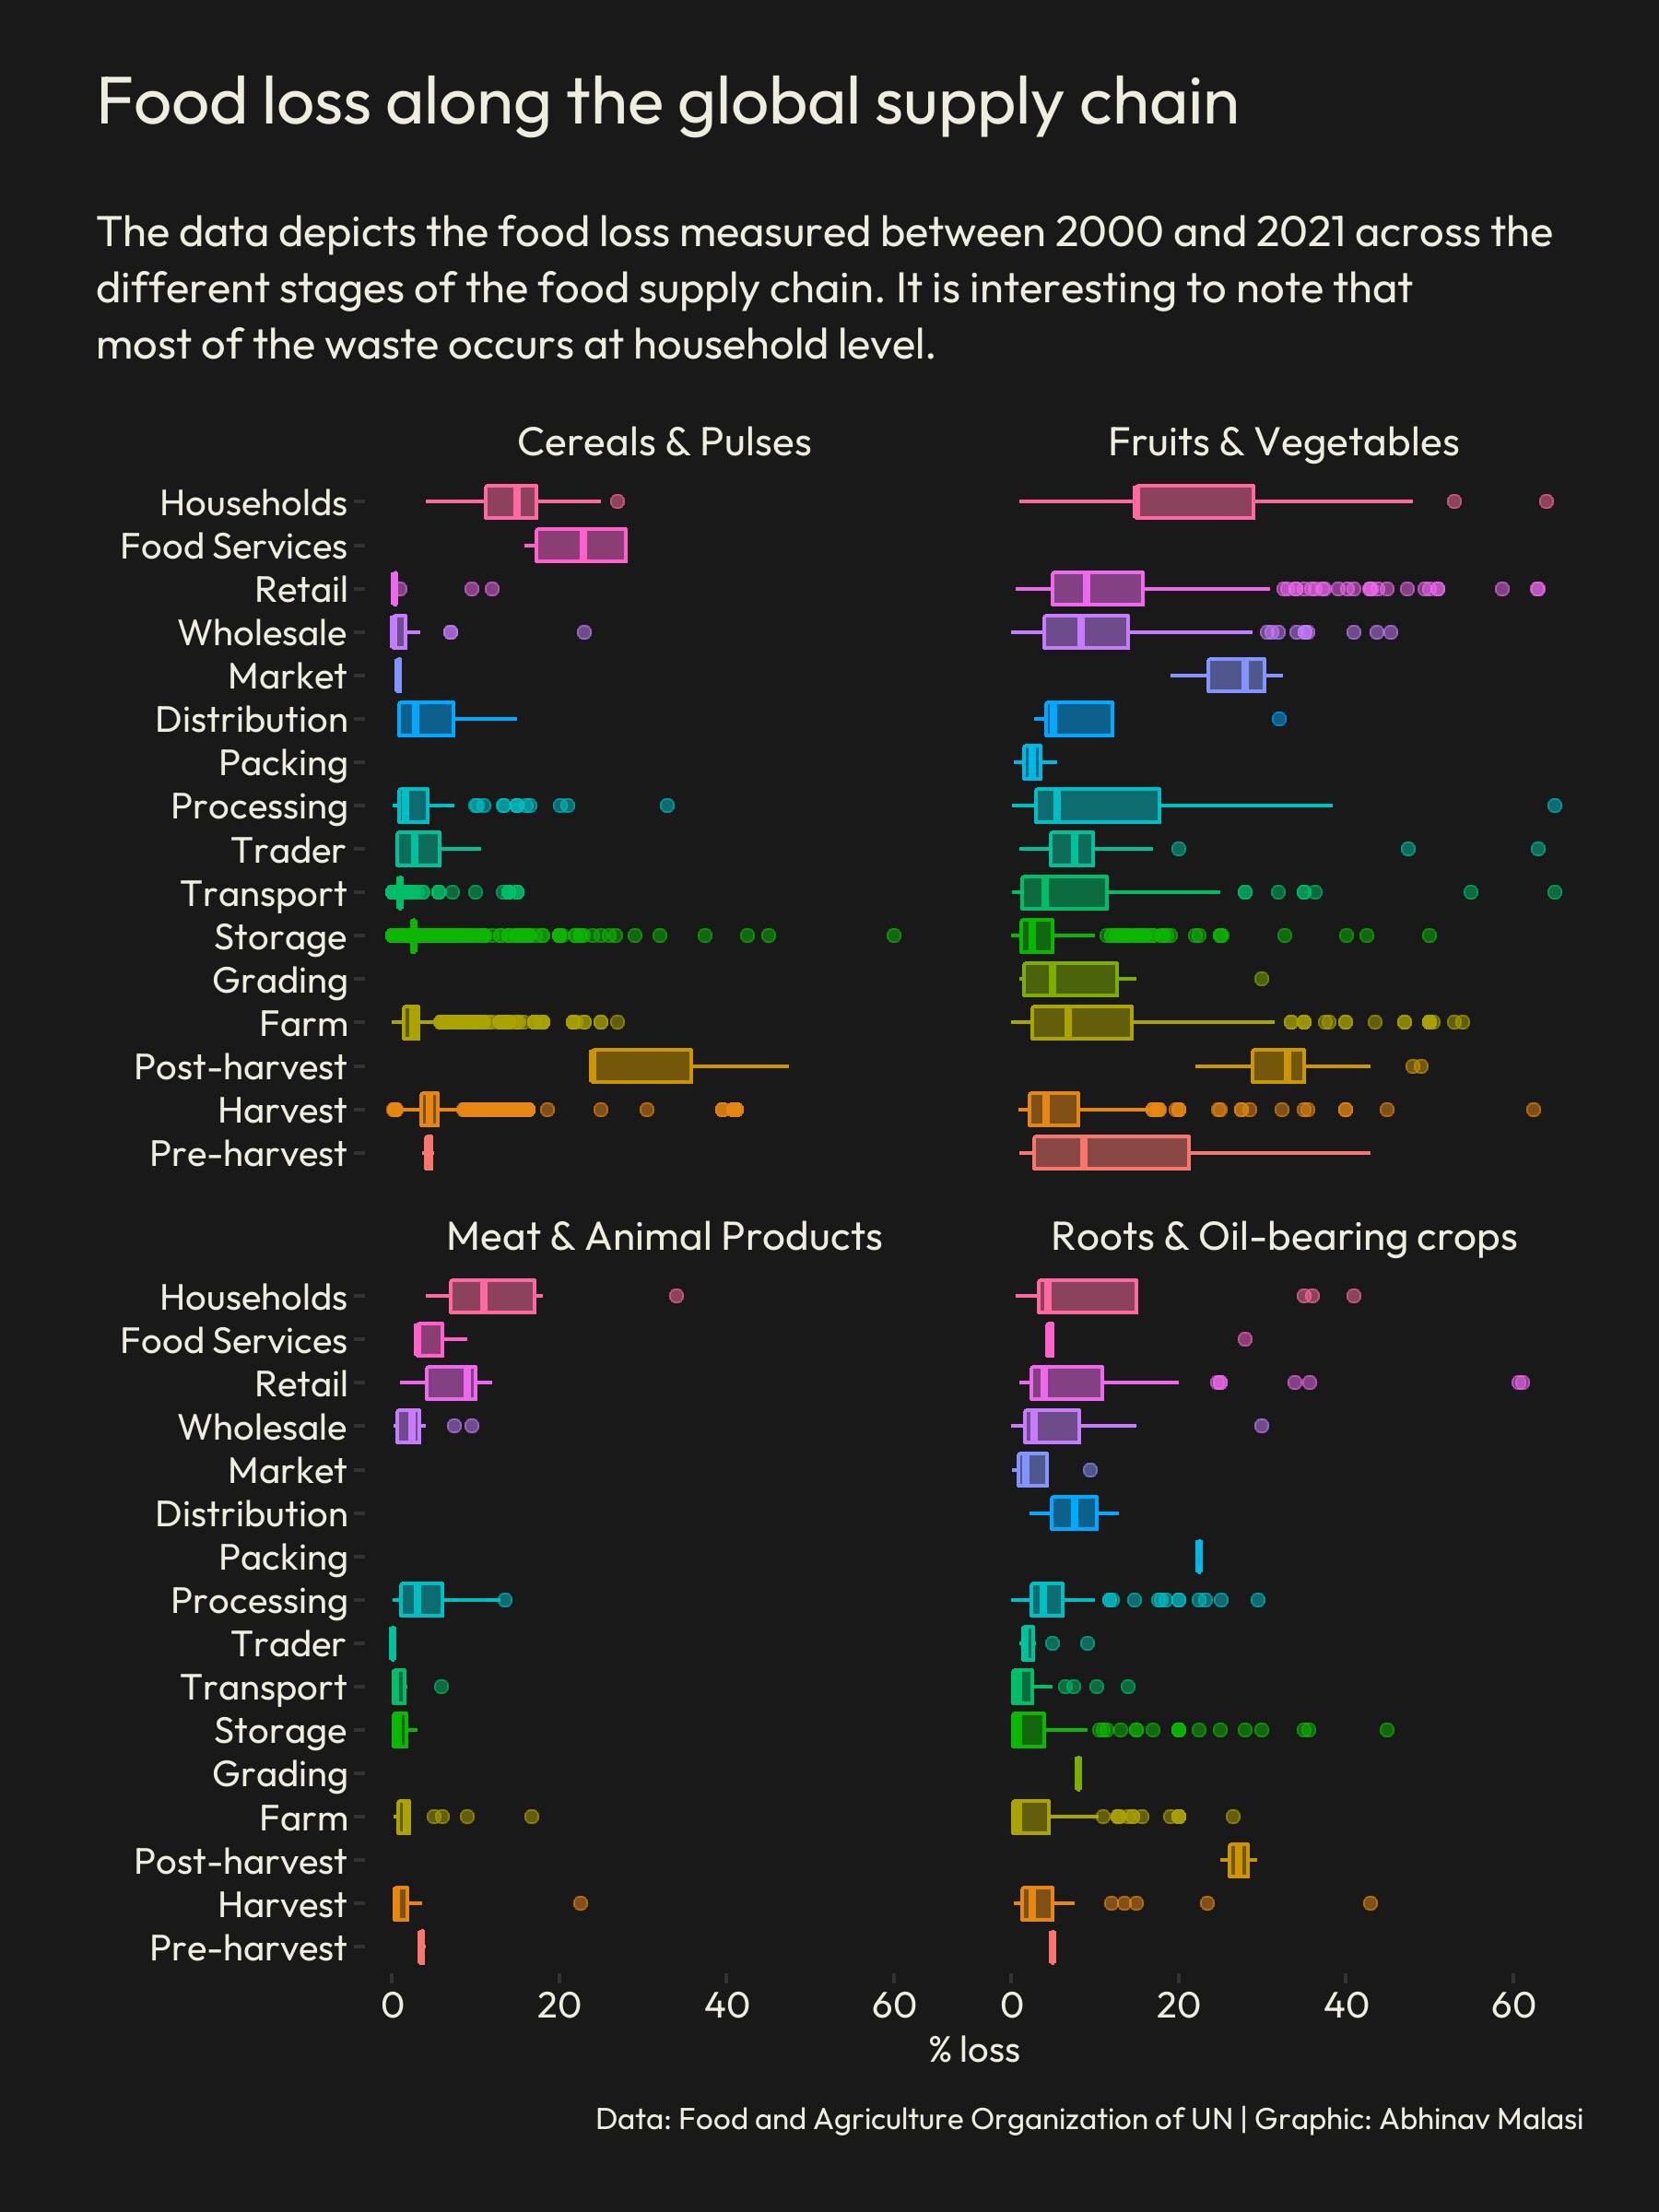 Food loss along the global supply chain
The data depicts the food loss measured between 2000 and 2021 across the
different stages of the food supply chain. It is interesting to note that
most of the waste occurs at household level.
Cereals & Pulses
Fruits & Vegetables
Households
Food Services
Retail
Wholesale
Market
Distribution
Packing
Processing
Trader
Transport
Storage
Grading
Farm
Post-harvest
Harvest
Pre-harvest
Meat & Animal Products
Roots & Oil-bearing crops
Households
Food Services
Retail
Wholesale
Market
Distribution
Packing
Processing
Trader
Transport
Storage
Grading
Farm
Post-harvest
Harvest
Pre-harvest
0 20 40 60 0 20 40 60
% loss
Data: Food and Agriculture Organization of UN | Graphic: Abhinav Malasi